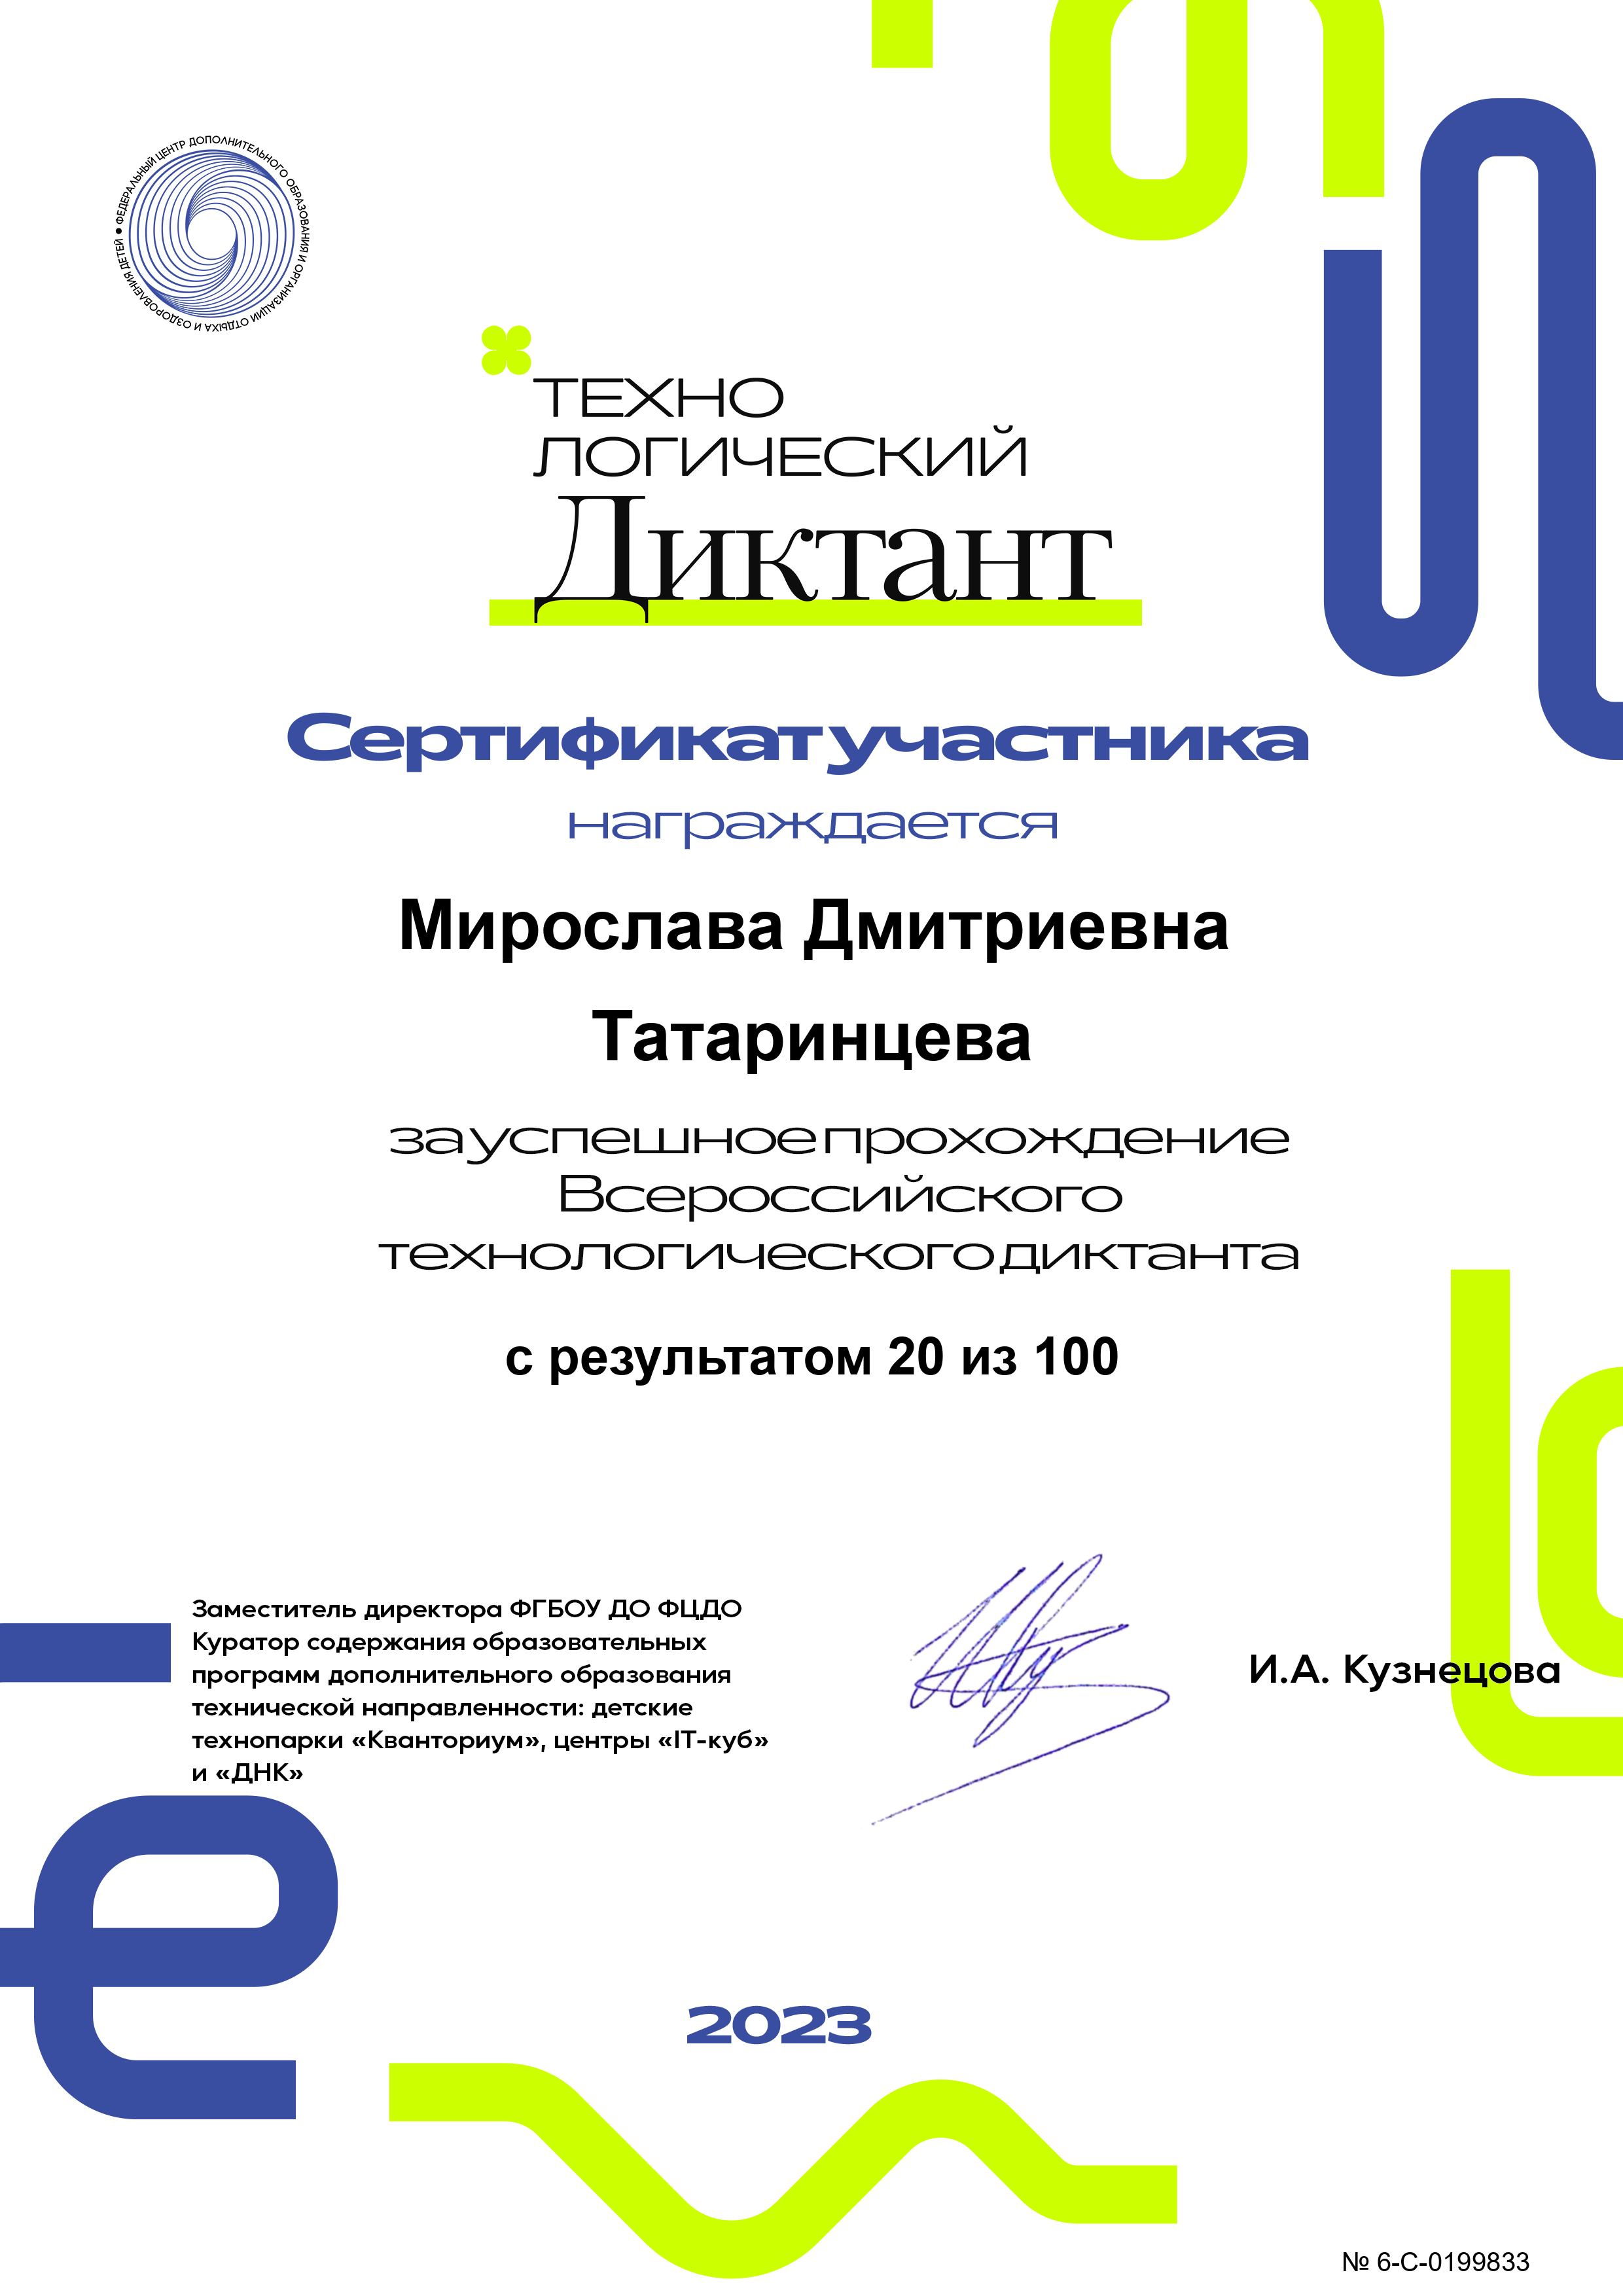 ФЕДЕРАЛЬНЫЙ ЦЕНТР ДОПОЛНИТЕЛЬНОГО ОБРАЗОВАНИЯ И ОРГАНИЗАЦИИ ОТДЫХА И ОЗДОРОВЛЕНИЯ ДЕТЕЙ
ТЕХНО
ЛОГИЧЕСКИЙ
Диктант
Сертификат участника
награждается
Мирослава Дмитриевна
Татаринцева
за успешное прохождение
Всероссийского
технологического диктанта
с результатом 20 из 100
Заместитель директора ФГБОУ ДО ФЦДО
Куратор содержания образовательных
программ дополнительного образования
технической направленности: детские
технопарки «Кванториум», центры «IT-куб»
и «ДНК»
И.А. Кузнецова
2023
№ 6-С-0199833